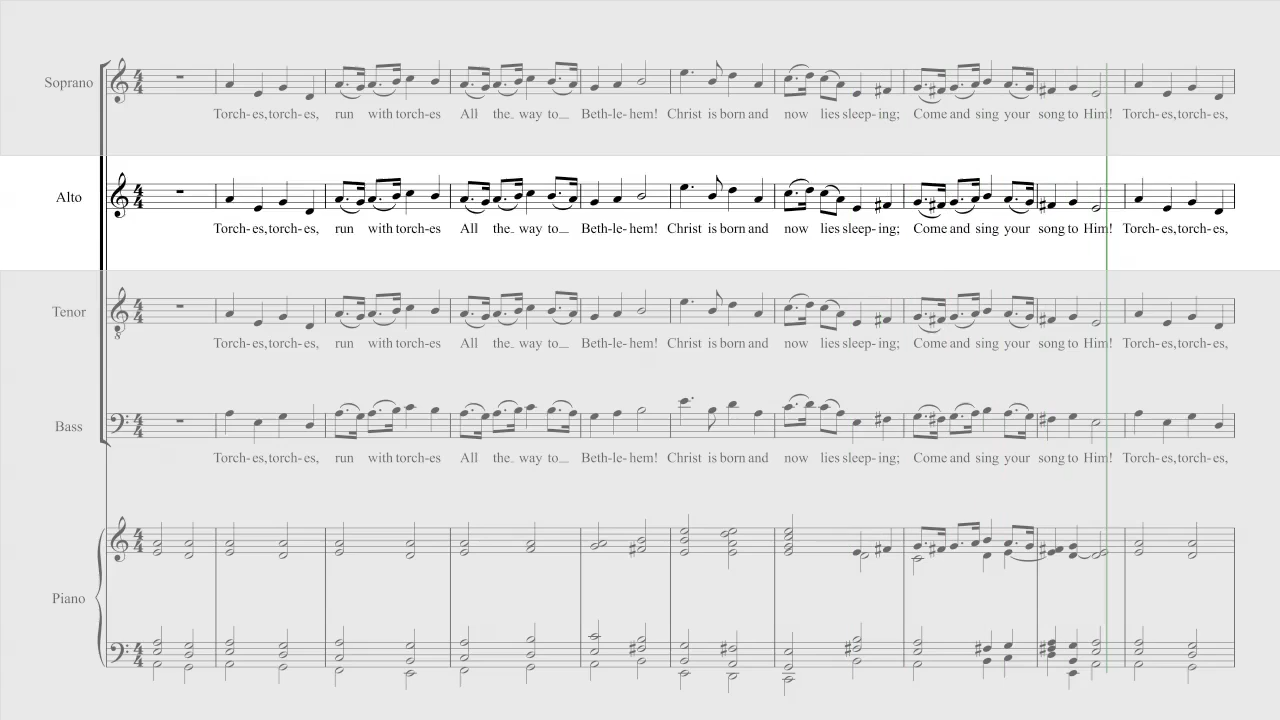 Soprano
Torch- es, torch- es, run with torch-es All the way to_ Beth-le-hem! Christ is born and now lies sleep-ing; Come and sing your song to Him! Torch-es, torch-es,
Alto
Torch- es, torch- es, run with torch-es All the way to_ Beth-le-hem! Christ is born and now lies sleep-ing; Come and sing your song to Him! Torch-es, torch-es,
Tenor
Torch- es, torch- es, run with torch-es All the way to_ Beth-le-hem! Christ is born and now lies sleep-ing; Come and sing your song to Him! Torch-es, torch-es,
Bass
Torch- es, torch- es, run with torch-es All the way to_ Beth-le-hem! Christ is born and now lies sleep-ing; Come and sing your song to Him! Torch-es, torch-es,
Piano